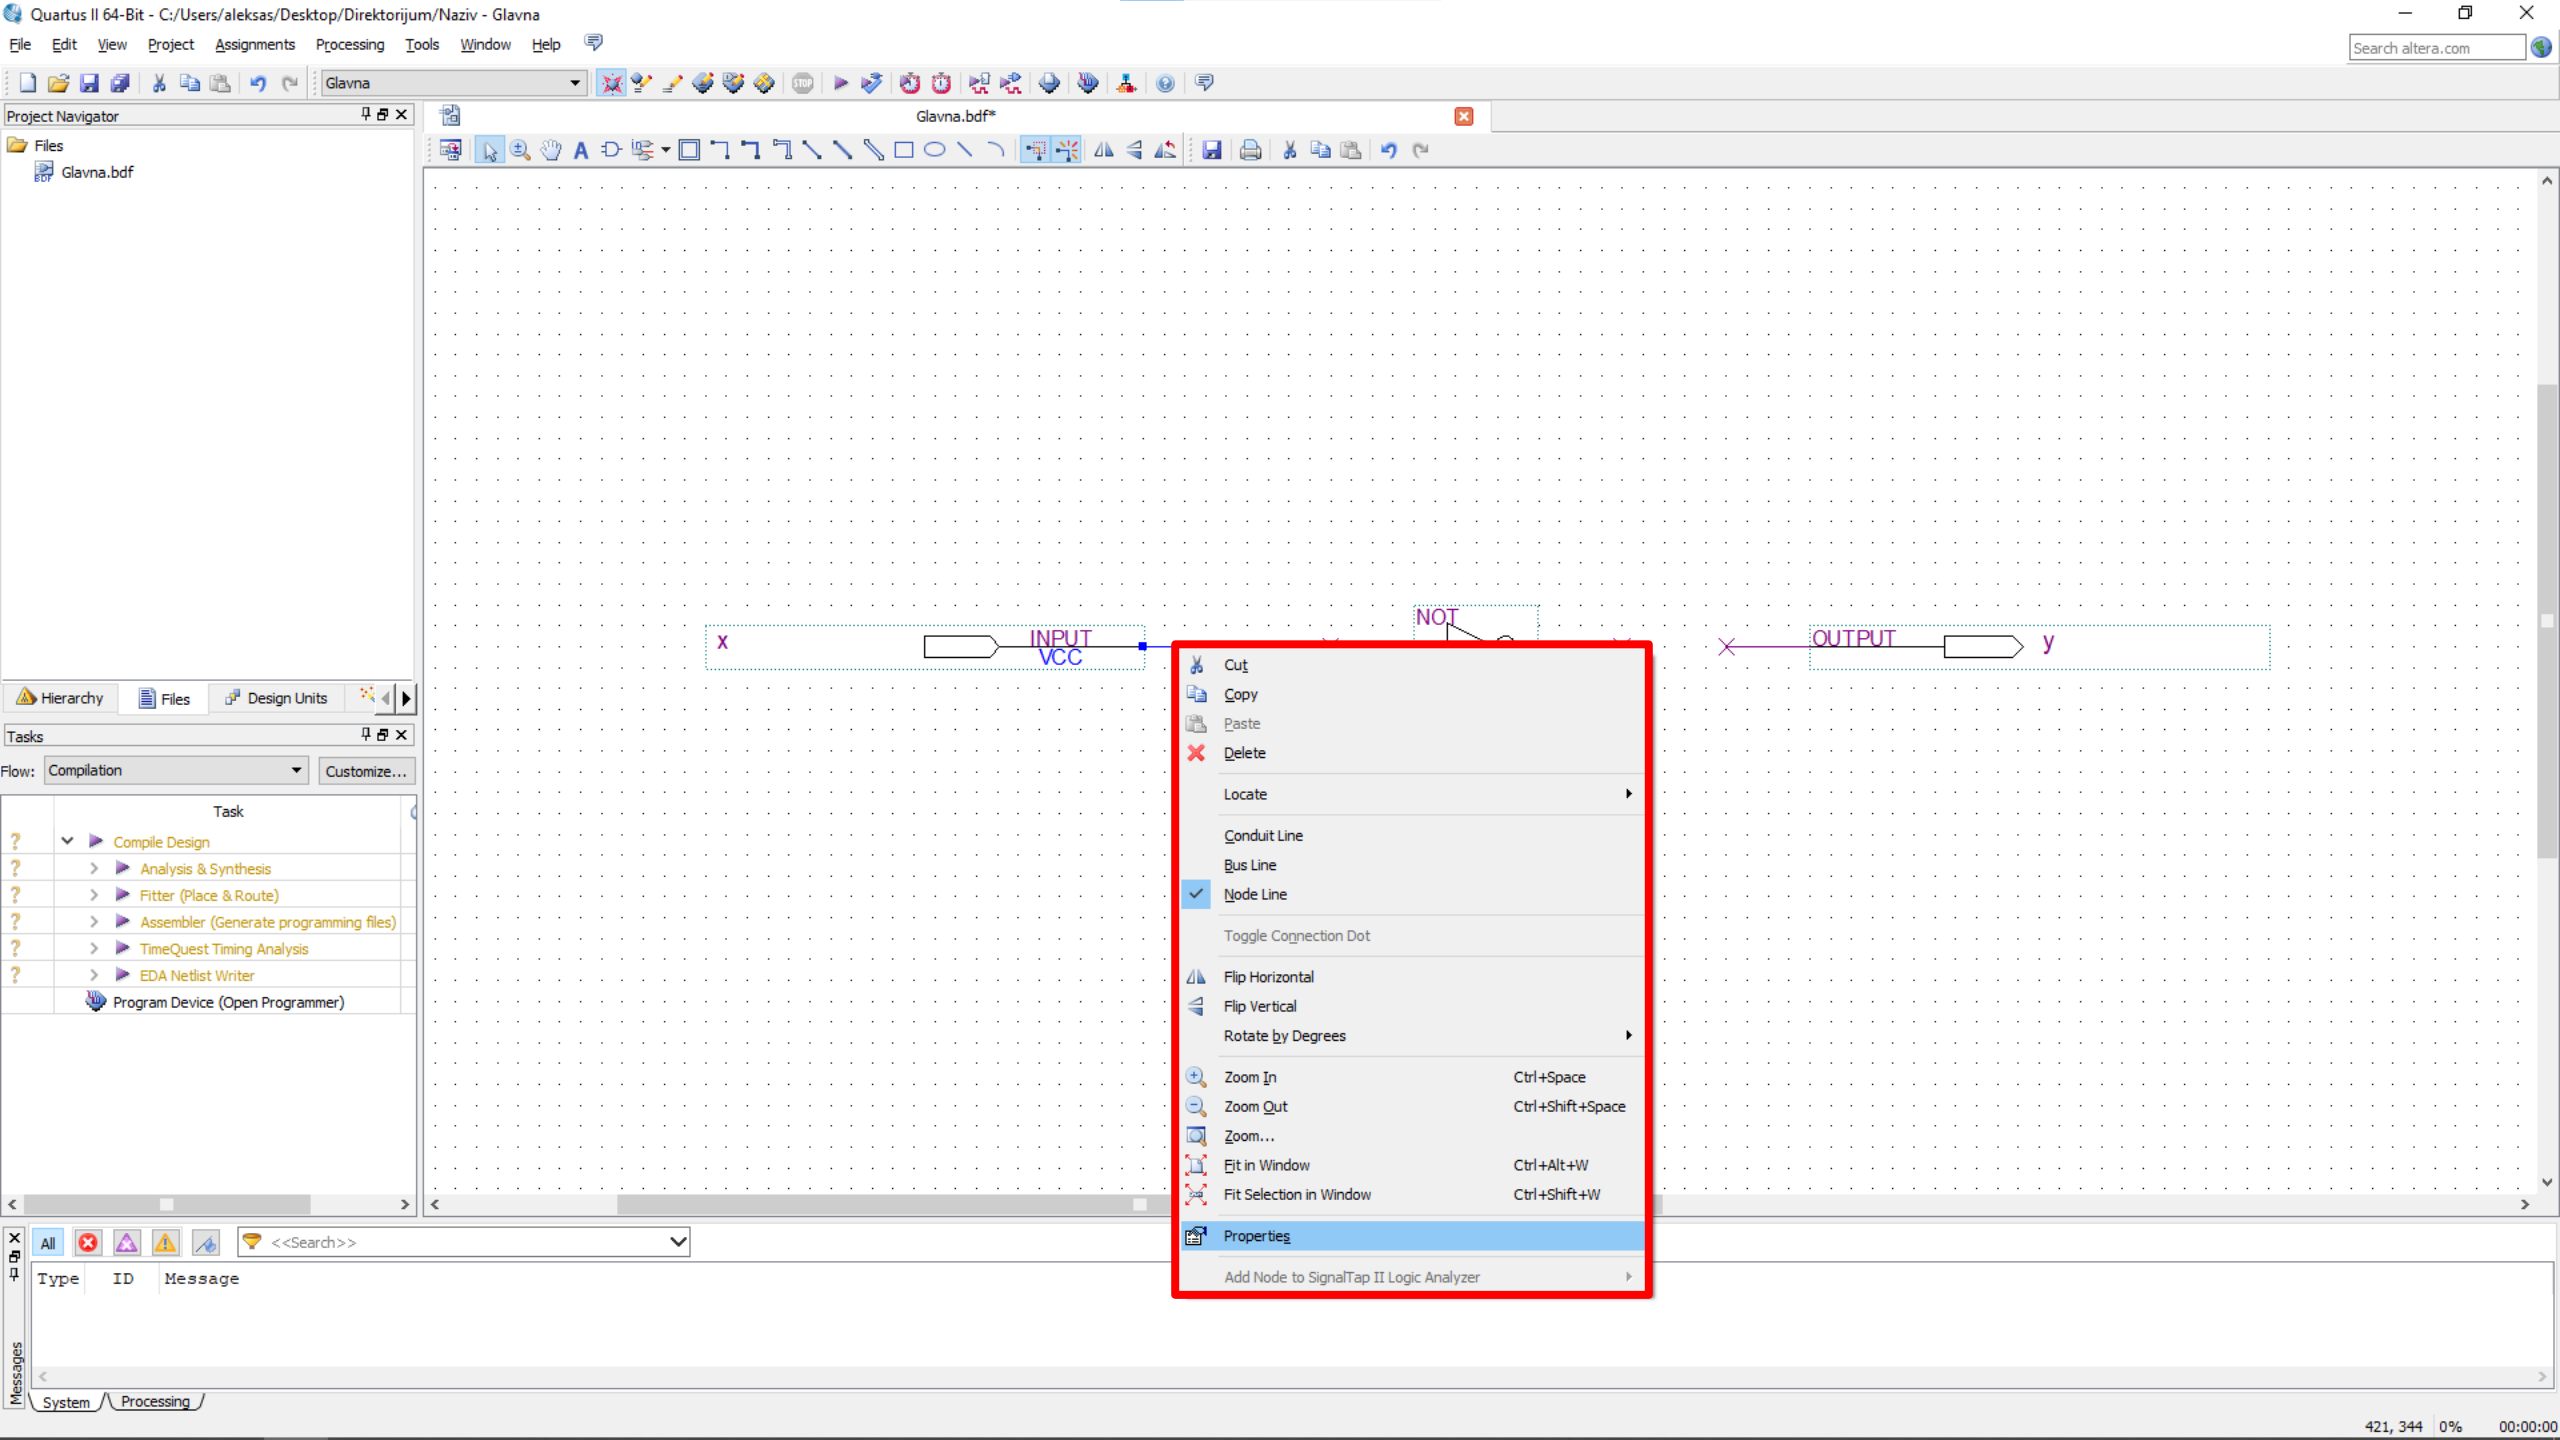 Quartus II 64-Bit - C:/Users/aleksas/Desktop/Direktorijum/Naziv - Glavna
File Edit View Project Assignments Processing Tools Window Help
Search altera.com
Glavna
STOP
Project Navigator
Glavna.bdf*
Files
Glavna.bdf
A
NOT
x
INPUT
VCC
OUTPUT
y
Cut
Copy
Paste
Delete
Locate
Conduit Line
Bus Line
Node Line
Toggle Connection Dot
Flip Horizontal
Flip Vertical
Rotate by Degrees
Zoom In Ctrl+Space
Zoom Out Ctrl+Shift+Space
Zoom...
Fit in Window Ctrl+Alt+W
Fit Selection in Window Ctrl+Shift+W
Properties
Add Node to SignalTap II Logic Analyzer
Hierarchy Files Design Units
Tasks
Flow: Compilation Customize...
Task
? Compile Design
? Analysis & Synthesis
? Fitter (Place & Route)
? Assembler (Generate programming files)
? TimeQuest Timing Analysis
? EDA Netlist Writer
Program Device (Open Programmer)
All <<Search>>
Type ID Message
Messages
System Processing
421, 344 0% 00:00:00